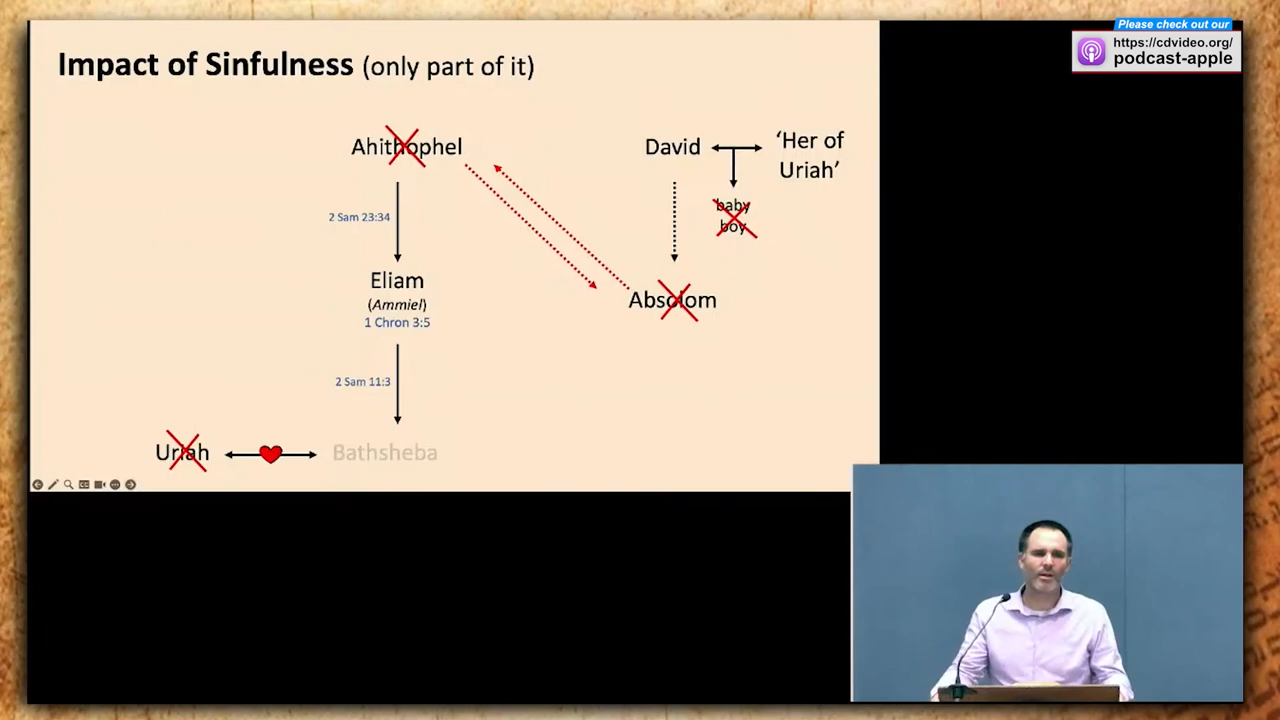 Please check out our
https://cdvideo.org/
podcast-apple
Impact of Sinfulness (only part of it)
Ahithophel
David
‘Her of
Uriah’
baby
boy
2 Sam 23:34
Eliam
(Ammiel)
1 Chron 3:5
Absolom
2 Sam 11:3
Uriah
Bathsheba